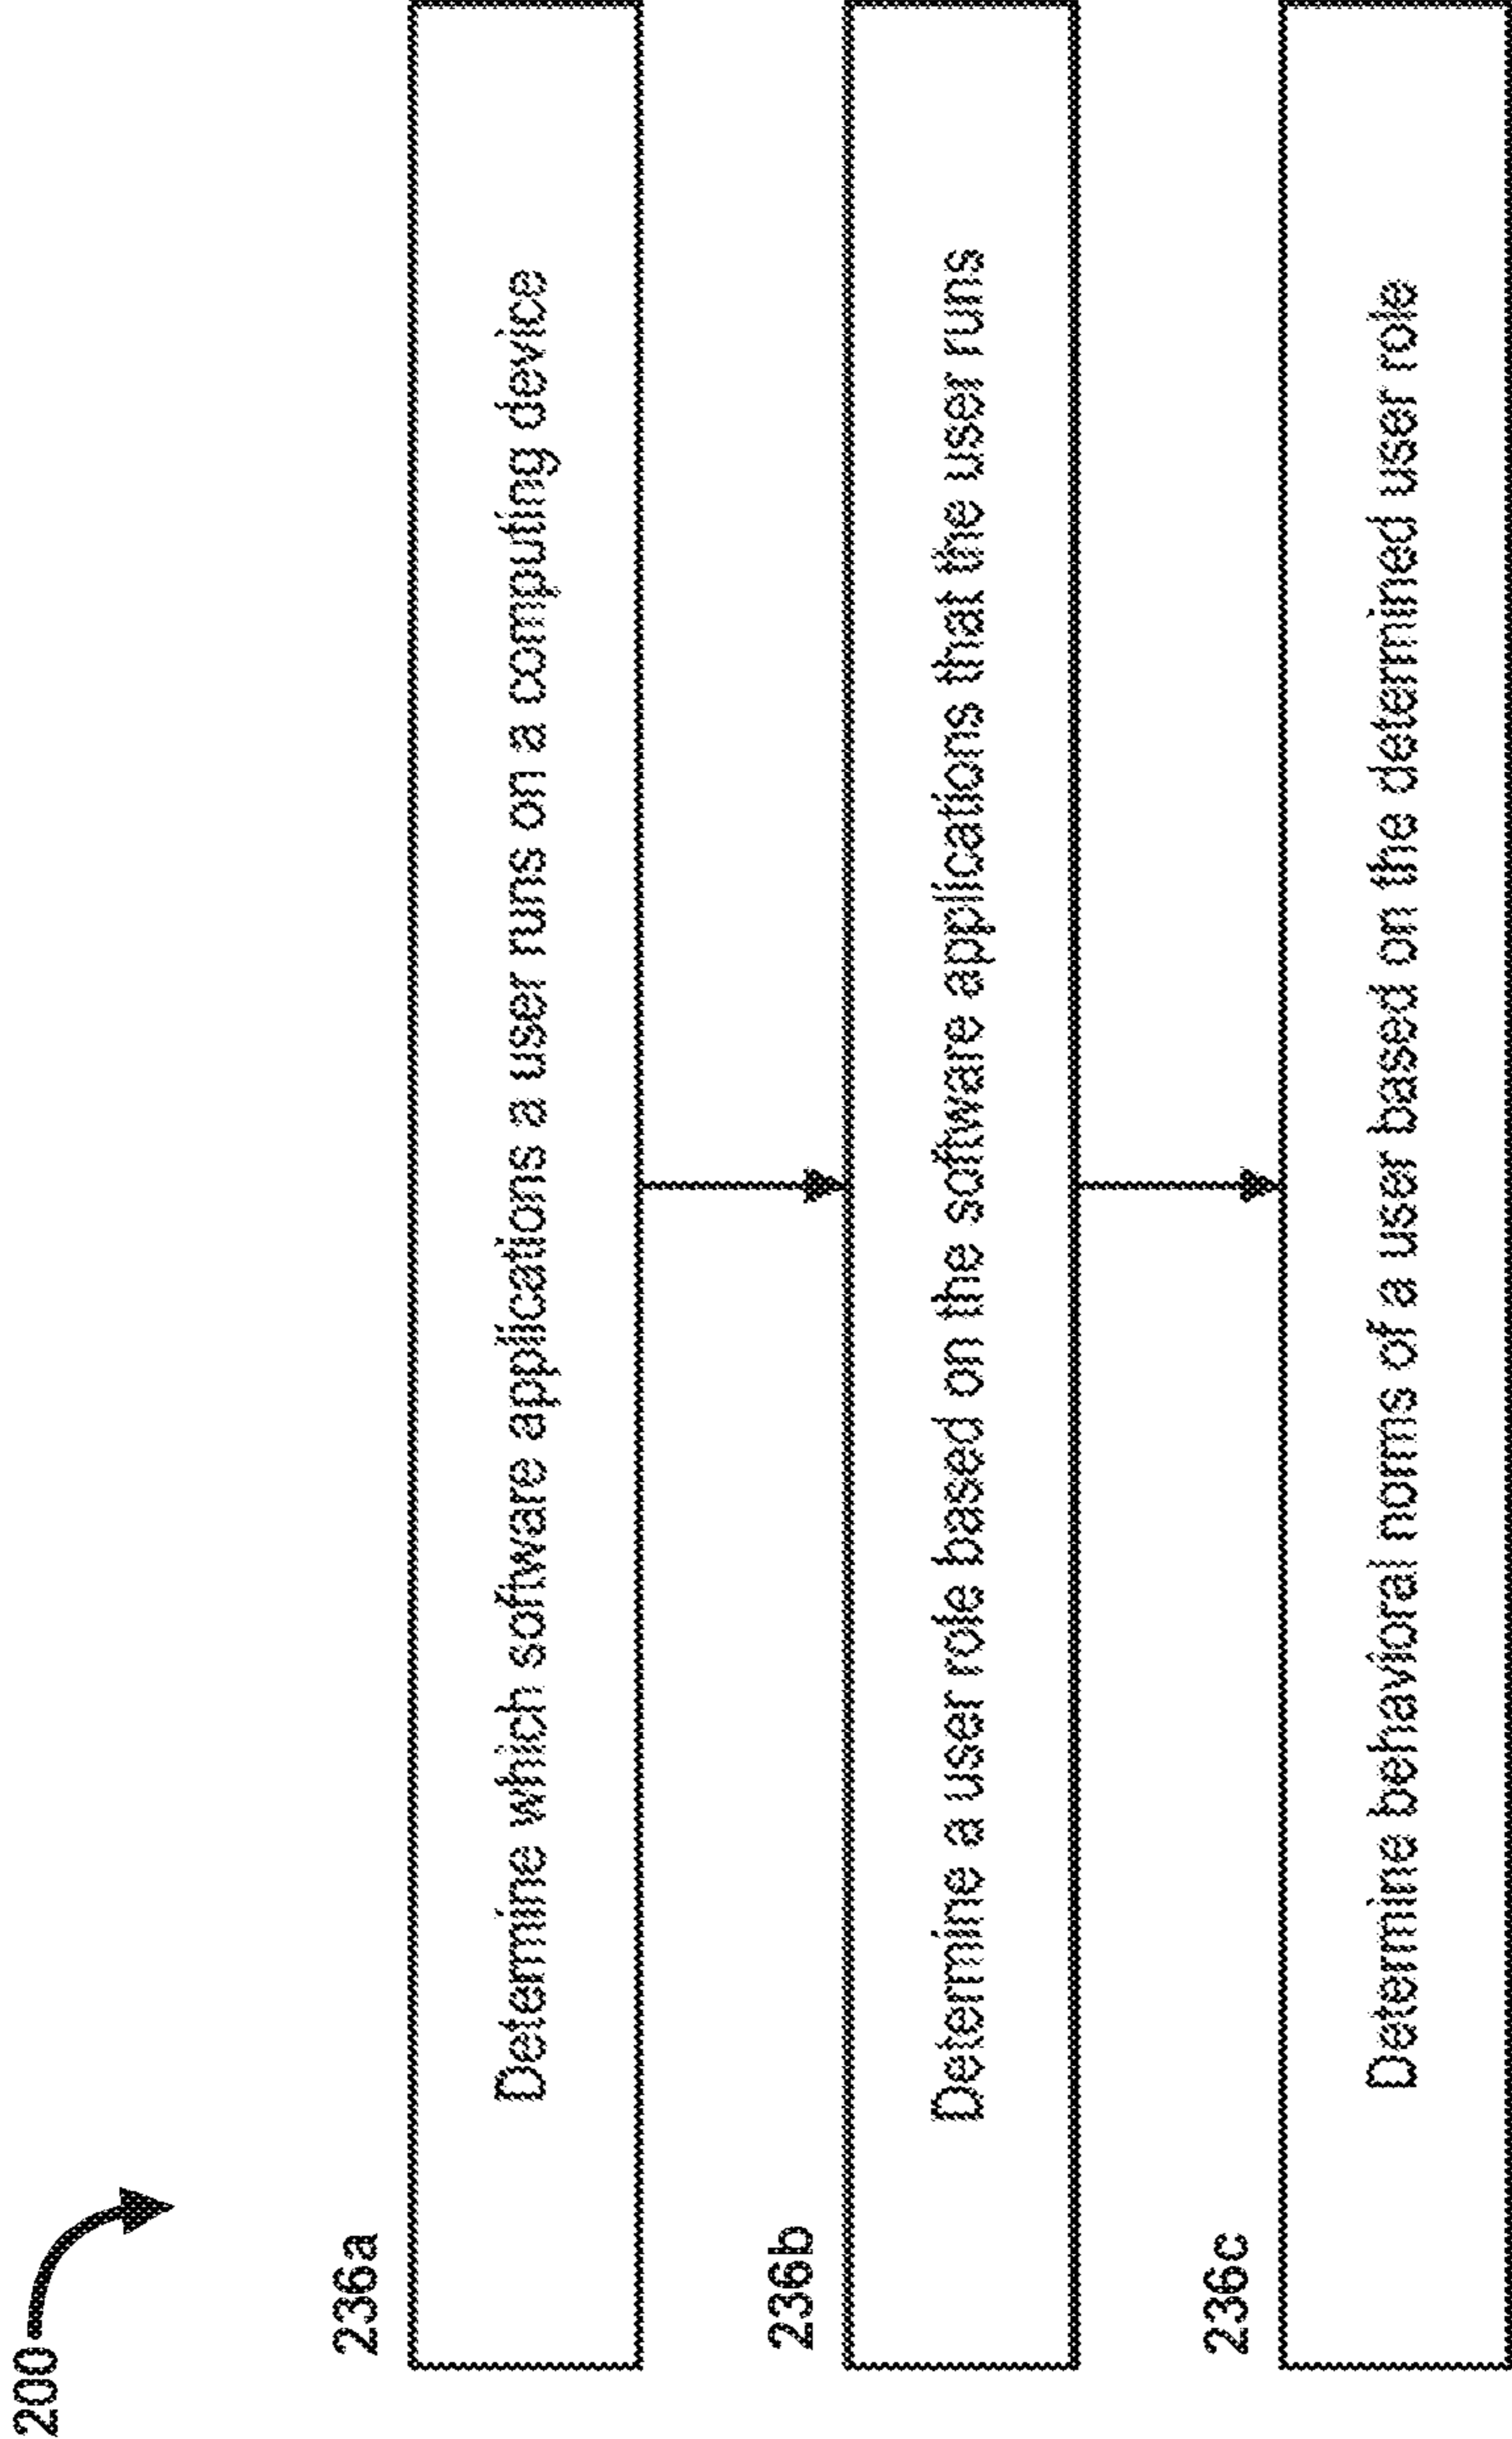 200
236a
Determine which software applications a user runs on a computing device
236b
Determine a user role based on the software applications that the user runs
236c
Determine behavioral norms of a user based on the determined user role